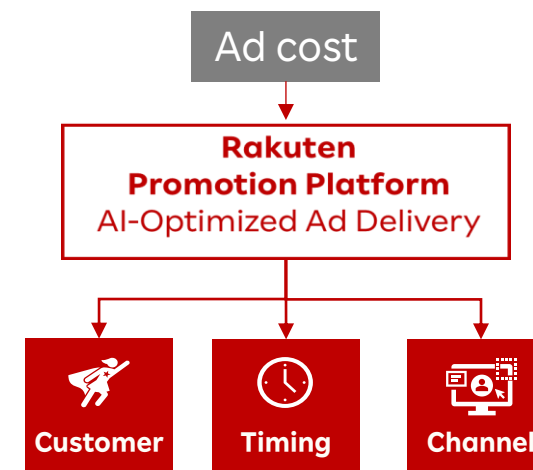 Ad cost
Rakuten
Promotion Platform
AI-Optimized Ad Delivery
Customer
Timing
Channel